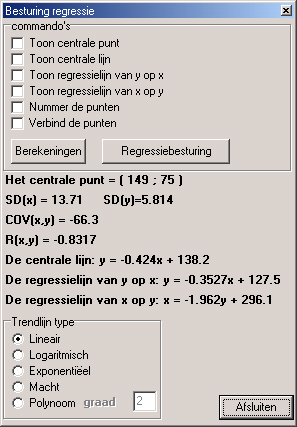 Besturing regressie
commando's
Toon centrale punt
Toon centrale lijn
Toon regressielijn van y op x
Toon regressielijn van x op y
Nummer de punten
Verbind de punten
Berekeningen
Regressiebesturing
Het centrale punt = ( 149 ; 75 )
SD(x) = 13.71 SD(y)=5.814
COV(x,y) = -66.3
R(x,y) = -0.8317
De centrale lijn: y = -0.424x + 138.2
De regressielijn van y op x: y = -0.3527x + 127.5
De regressielijn van x op y: x = -1.962y + 296.1
Trendlijn type
Lineair
Logaritmisch
Exponentiëel
Macht
Polynoom graad 2
Afsluiten